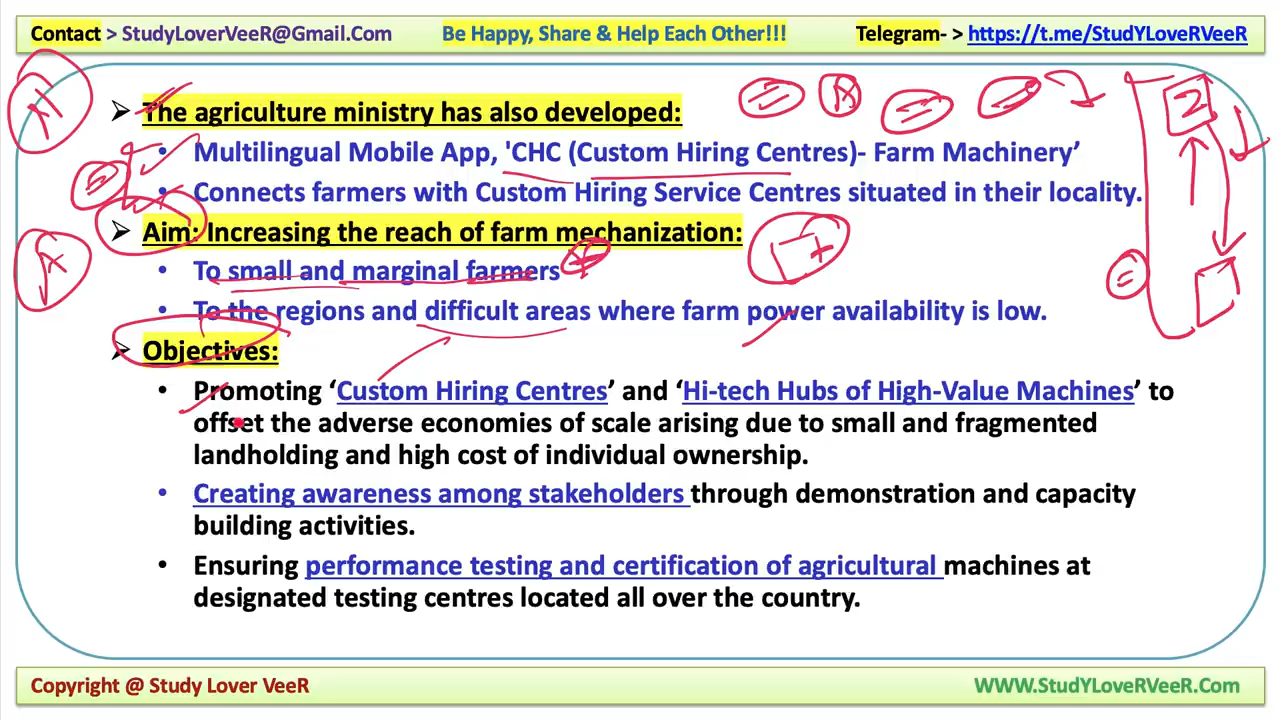 Contact > StudyLoverVeeR@Gmail.Com Be Happy, Share & Help Each Other!!! Telegram- > https://t.me/StudYLoveRVeeR
➢ The agriculture ministry has also developed:
• Multilingual Mobile App, 'CHC (Custom Hiring Centres)- Farm Machinery’
• Connects farmers with Custom Hiring Service Centres situated in their locality.
➢ Aim: Increasing the reach of farm mechanization:
• To small and marginal farmers
• To the regions and difficult areas where farm power availability is low.
➢ Objectives:
• Promoting ‘Custom Hiring Centres’ and ‘Hi-tech Hubs of High-Value Machines’ to
offset the adverse economies of scale arising due to small and fragmented
landholding and high cost of individual ownership.
• Creating awareness among stakeholders through demonstration and capacity
building activities.
• Ensuring performance testing and certification of agricultural machines at
designated testing centres located all over the country.
Copyright @ Study Lover VeeR WWW.StudYLoveRVeeR.Com